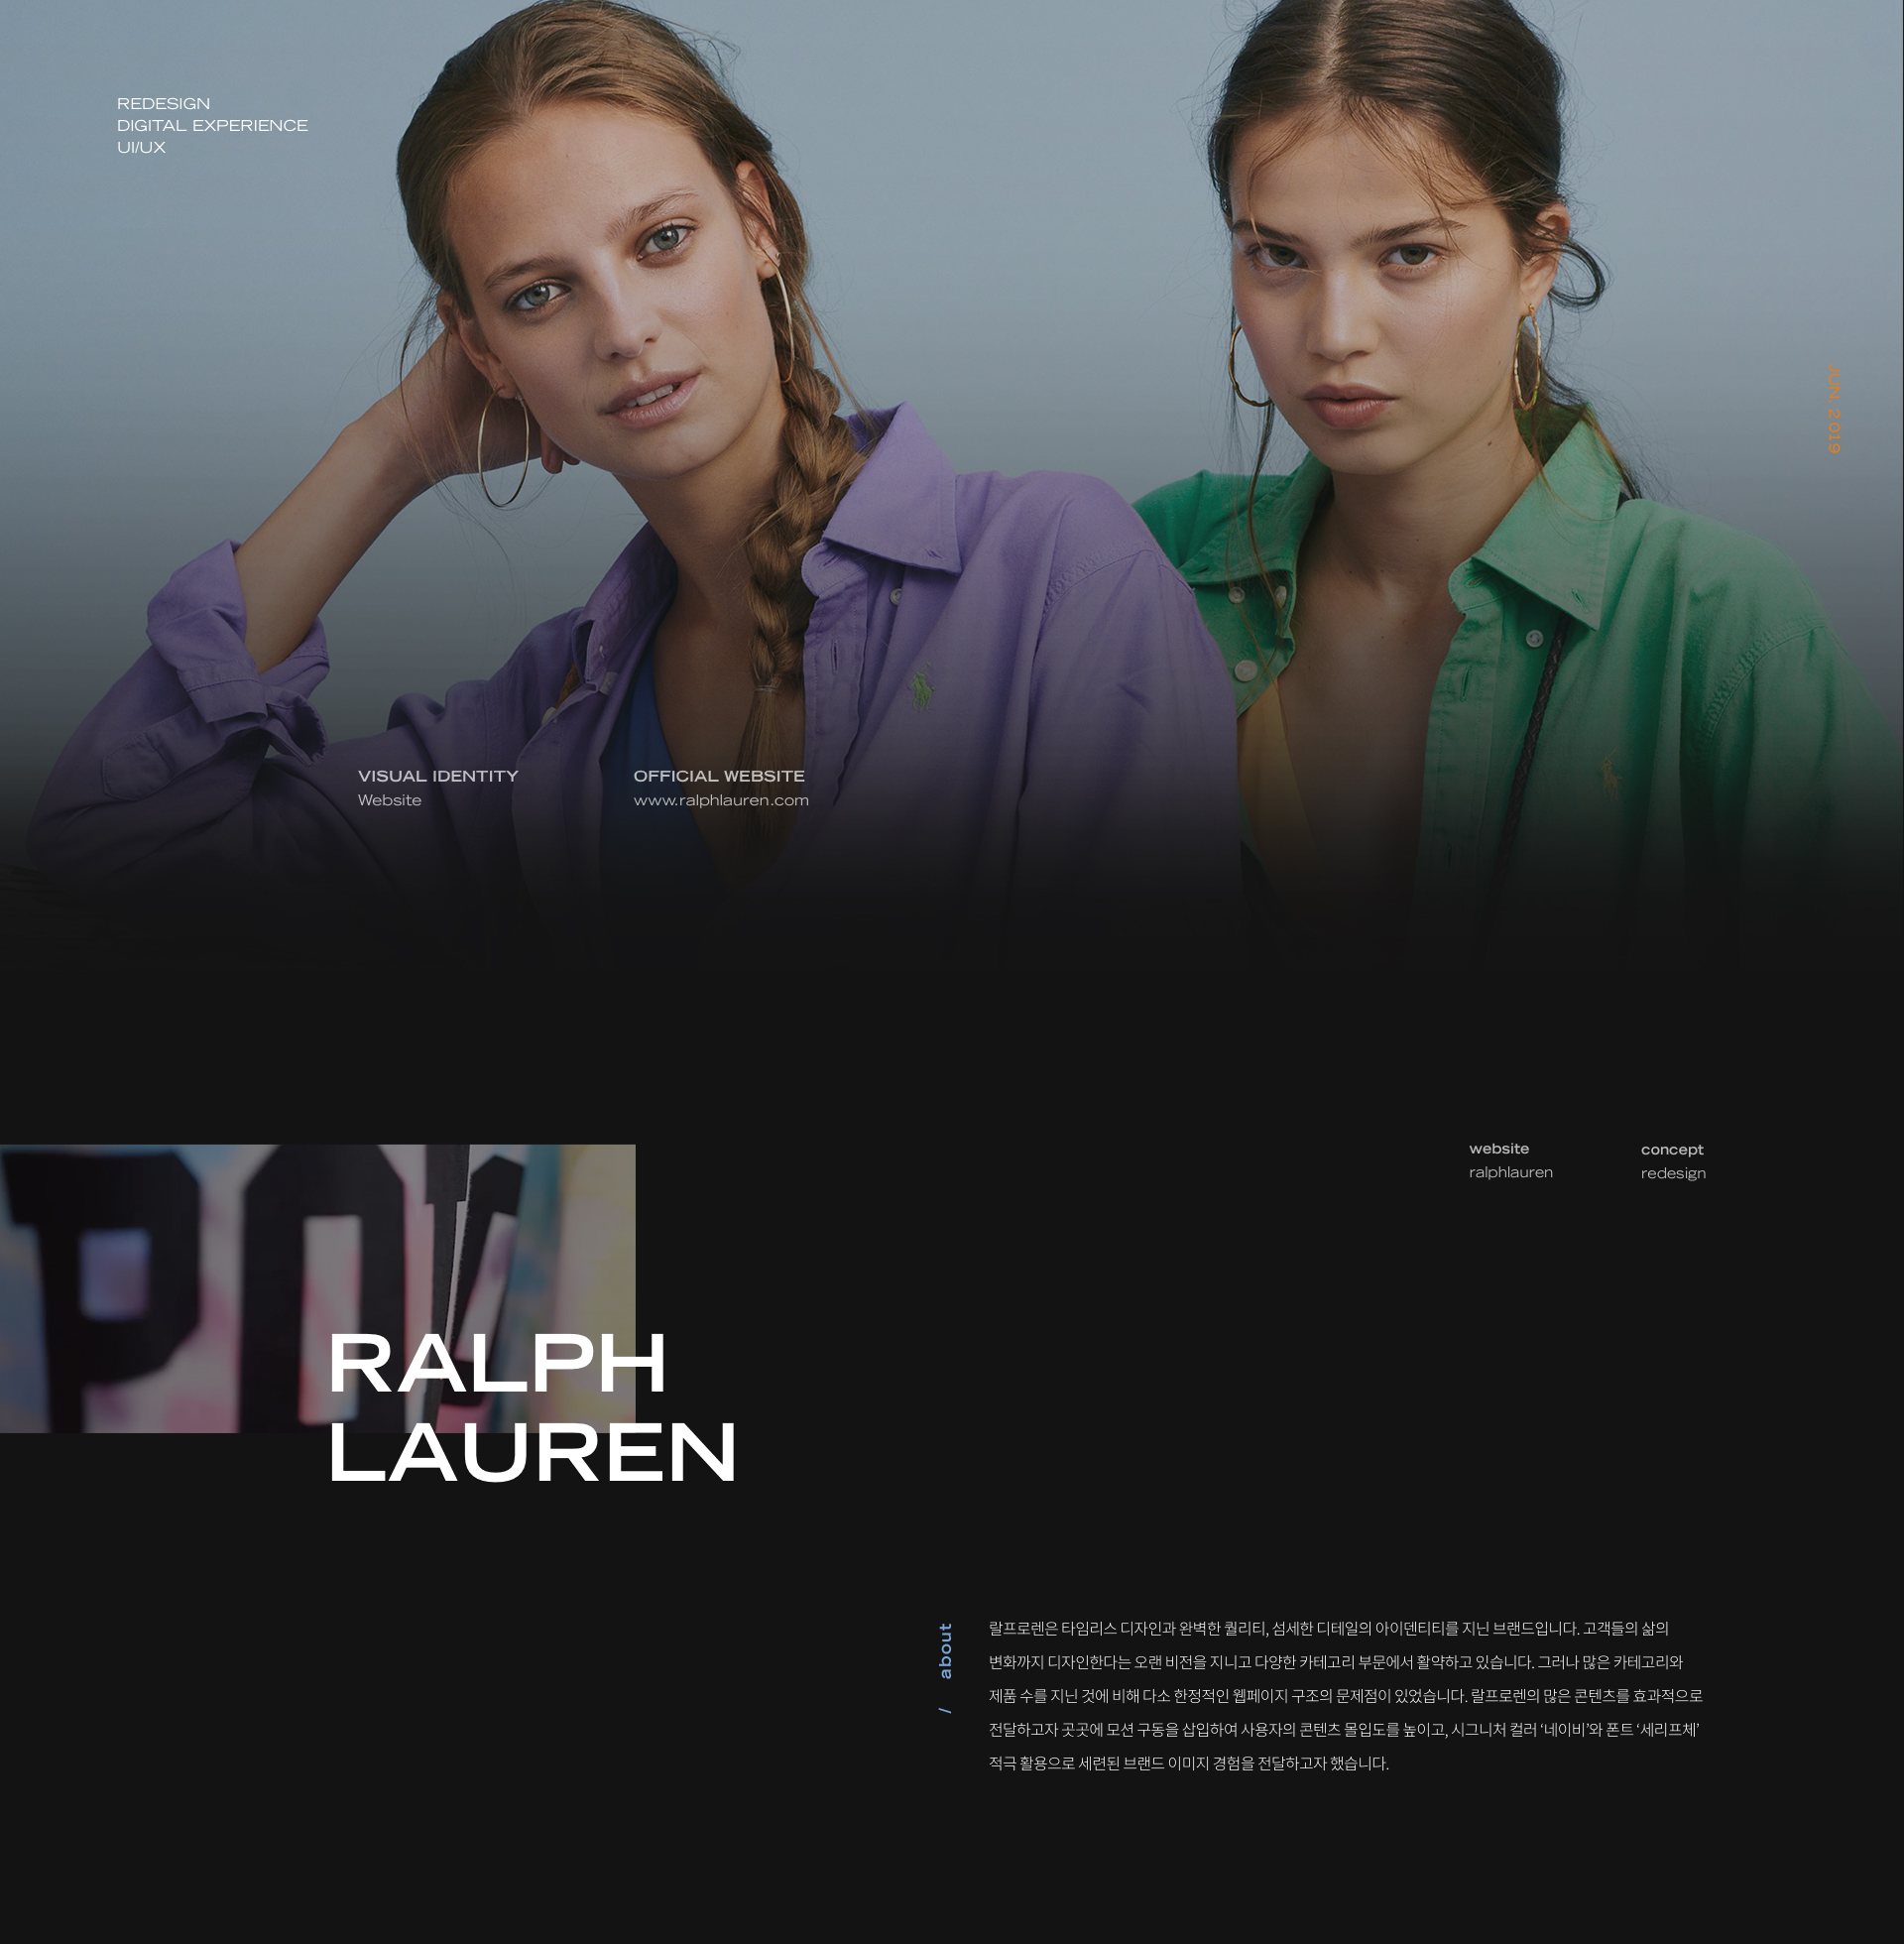 REDESIGN
DIGITAL EXPERIENCE
UI/UX
JUN, 2019
VISUAL IDENTITY
Website
OFFICIAL WEBSITE
www.ralphlauren.com
website
ralphlauren
concept
redesign
RALPH
LAUREN
/ about
랄프로렌은 타임리스 디자인과 완벽한 퀄리티, 섬세한 디테일의 아이덴티티를 지닌 브랜드입니다. 고객들의 삶의
변화까지 디자인한다는 오랜 비전을 지니고 다양한 카테고리 부문에서 활약하고 있습니다. 그러나 많은 카테고리와
제품 수를 지닌 것에 비해 다소 한정적인 웹페이지 구조의 문제점이 있었습니다. 랄프로렌의 많은 콘텐츠를 효과적으로
전달하고자 곳곳에 모션 구동을 삽입하여 사용자의 콘텐츠 몰입도를 높이고, 시그니처 컬러 ‘네이비’와 폰트 ‘세리프체’
적극 활용으로 세련된 브랜드 이미지 경험을 전달하고자 했습니다.